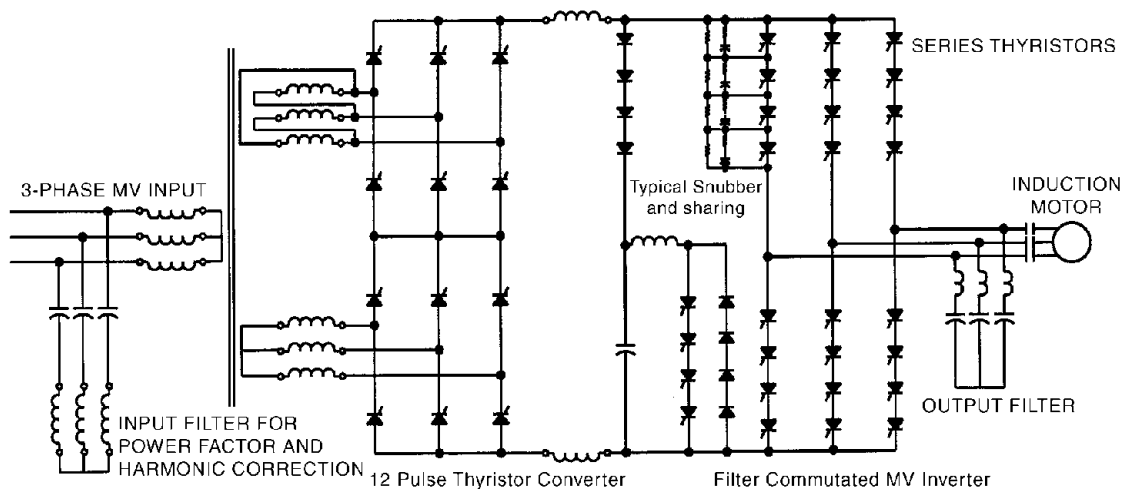 SERIES THYRISTORS
3-PHASE MV INPUT
Typical Snubber
and sharing
INDUCTION
MOTOR
INPUT FILTER FOR
POWER FACTOR AND
HARMONIC CORRECTION
OUTPUT FILTER
12 Pulse Thyristor Converter
Filter Commutated MV Inverter